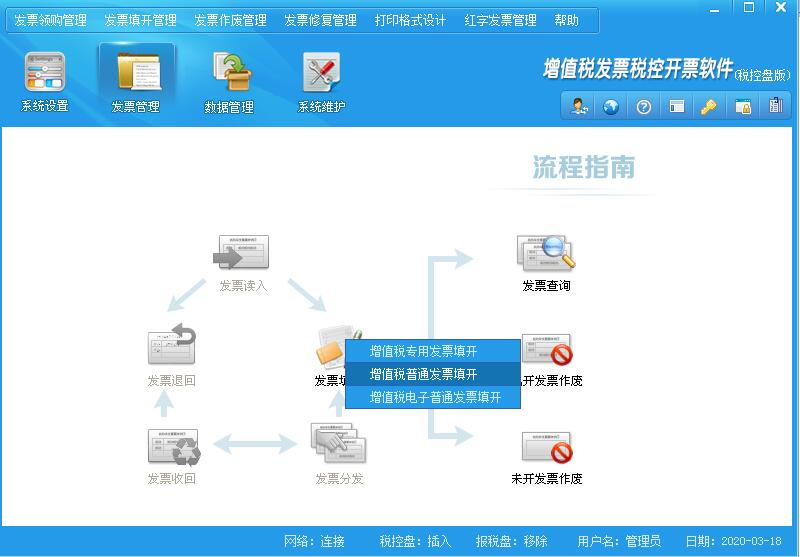 发票领购管理 发票填开管理 发票作废管理 发票修复管理 打印格式设计 红字发票管理 帮助
系统设置 发票管理 数据管理 系统维护
增值税发票税控开票软件(税控盘版)
流程指南
发票读入
发票查询
发票退回
发票填
增值税专用发票填开
增值税普通发票填开
增值税电子普通发票填开
开发票作废
发票收回
发票分发
未开发票作废
网络：连接 税控盘：插入 报税盘：移除 用户名：管理员 日期：2020-03-18